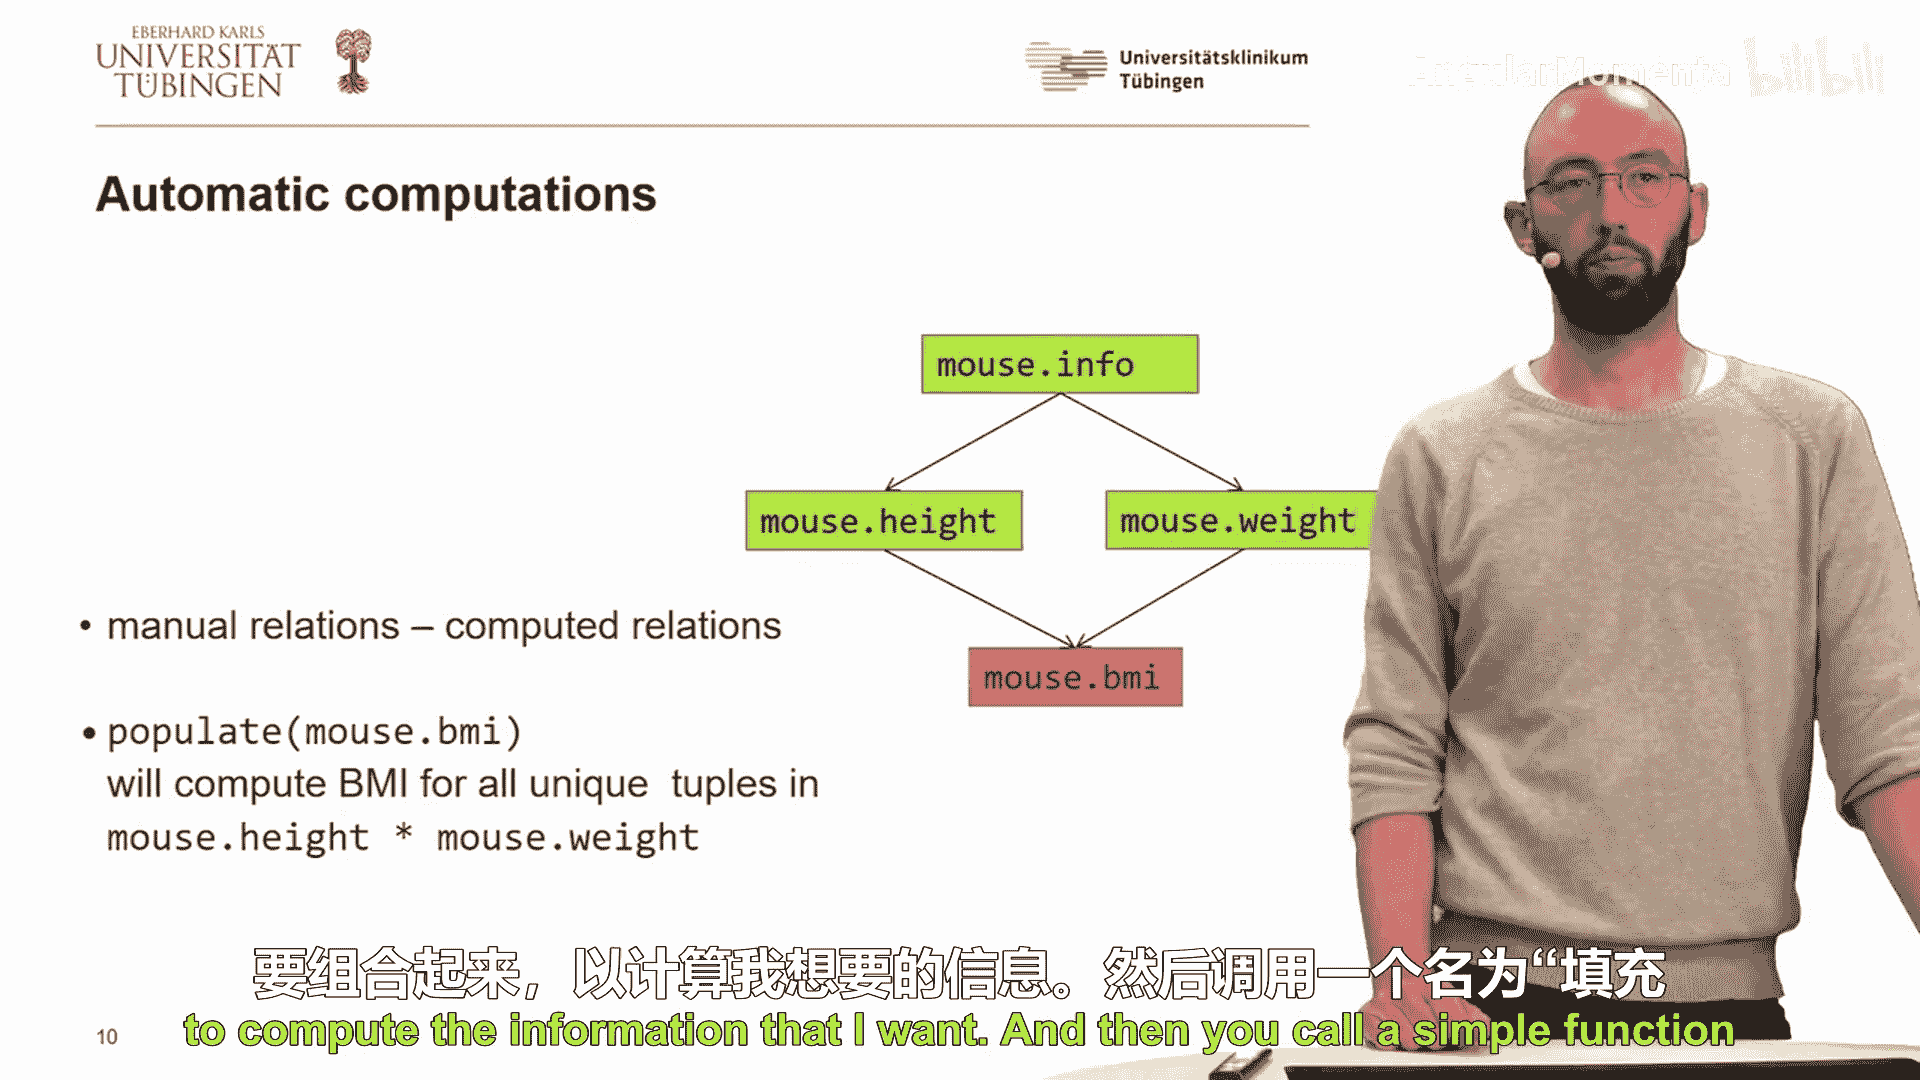 EBERHARD KARLS
UNIVERSITÄT
TÜBINGEN
Universitätsklinikum
Tübingen
AngularMomenta bilibili
Automatic computations
mouse.info
mouse.height
mouse.weight
mouse.bmi
• manual relations – computed relations
• populate(mouse.bmi)
will compute BMI for all unique tuples in
mouse.height * mouse.weight
要组合起来，以计算我想要的信息。然后调用一个名为“填充
to compute the information that I want. And then you call a simple function
10